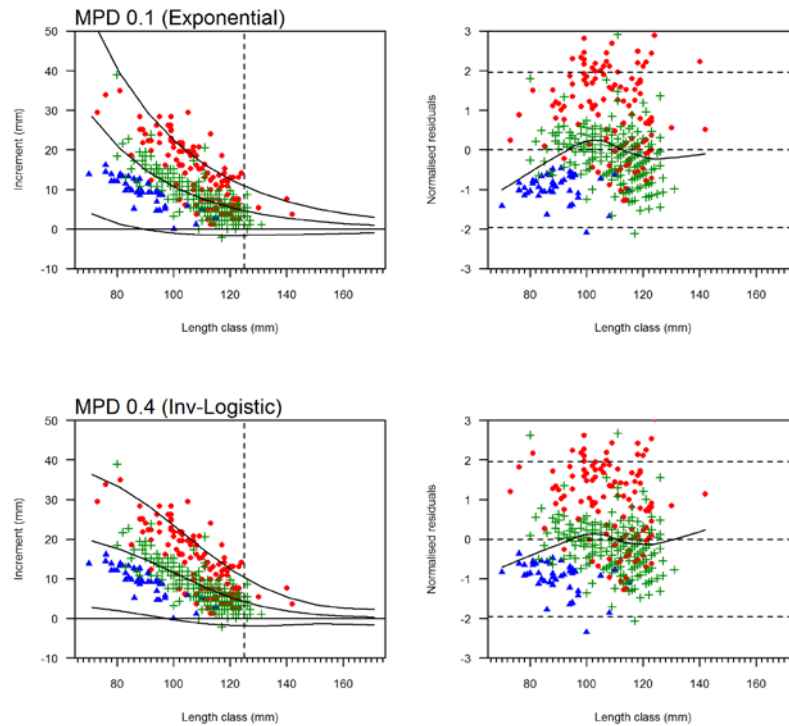 MPD 0.1 (Exponential)
50
40
30
20
10
0
-10
Increment (mm)
80 100 120 140 160
Length class (mm)
3
2
1
0
-1
-2
-3
Normalised residuals
80 100 120 140 160
Length class (mm)
MPD 0.4 (Inv-Logistic)
50
40
30
20
10
0
-10
Increment (mm)
80 100 120 140 160
Length class (mm)
3
2
1
0
-1
-2
-3
Normalised residuals
80 100 120 140 160
Length class (mm)